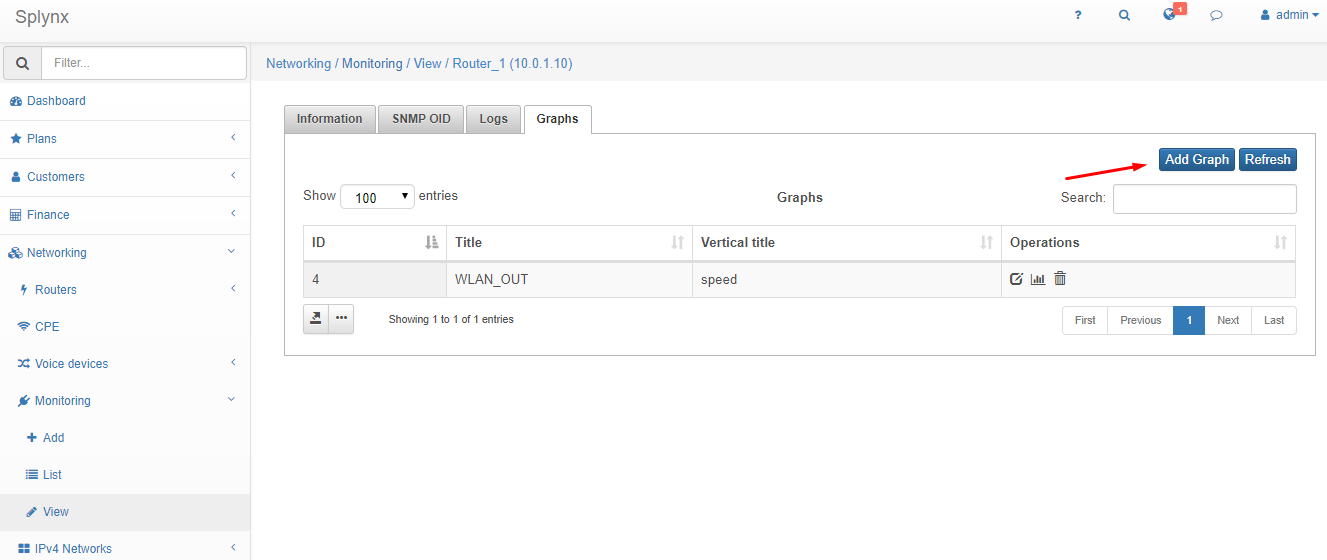 Splynx
?
1
admin
Filter...
Networking / Monitoring / View / Router_1 (10.0.1.10)
Dashboard
Plans
Customers
Finance
Networking
Routers
CPE
Voice devices
Monitoring
Add
List
View
IPv4 Networks
Information SNMP OID Logs Graphs
Add Graph Refresh
Show 100 entries Graphs Search:
ID Title Vertical title Operations
4 WLAN_OUT speed
Showing 1 to 1 of 1 entries First Previous 1 Next Last